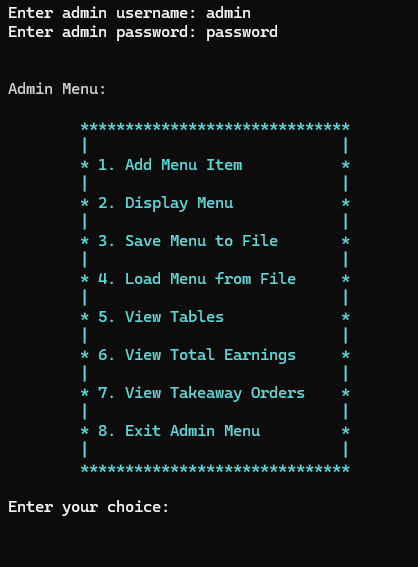 Enter admin username: admin
Enter admin password: password
Admin Menu:
******************************
|                            |
* 1. Add Menu Item           *
|                            |
* 2. Display Menu            *
|                            |
* 3. Save Menu to File       *
|                            |
* 4. Load Menu from File     *
|                            |
* 5. View Tables             *
|                            |
* 6. View Total Earnings     *
|                            |
* 7. View Takeaway Orders    *
|                            |
* 8. Exit Admin Menu         *
|                            |
******************************
Enter your choice: